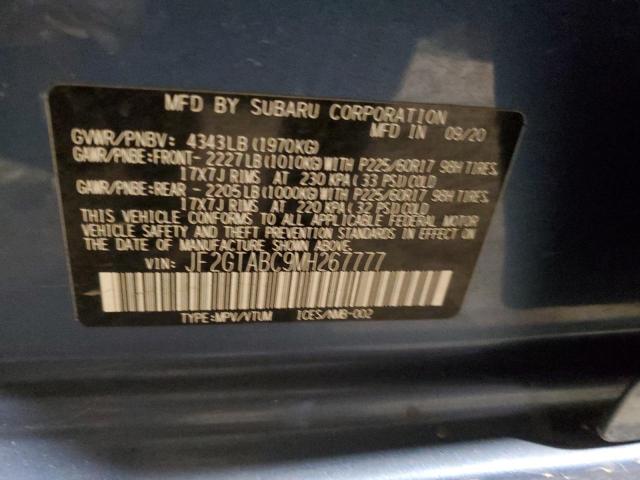 MFD BY SUBARU CORPORATION
MFD IN 09/20
GVWR/PNBV: 4343LB (1970KG)
GAWR/PNBE: FRONT- 2227LB (1010KG) WITH P225/60R17 98H TIRES,
17X7J RIMS AT 230 KPA (33 PSI) COLD
GAWR/PNBE: REAR - 2205LB (1000KG) WITH P225/60R17 98H TIRES,
17X7J RIMS AT 220 KPA (32 PSI) COLD
THIS VEHICLE CONFORMS TO ALL APPLICABLE FEDERAL MOTOR
VEHICLE SAFETY AND THEFT PREVENTION STANDARDS IN EFFECT
ON THE DATE OF MANUFACTURE SHOWN ABOVE.
VIN: JF2GTABC9MH267777
TYPE: MPV/VTUM ICES/NMB-002